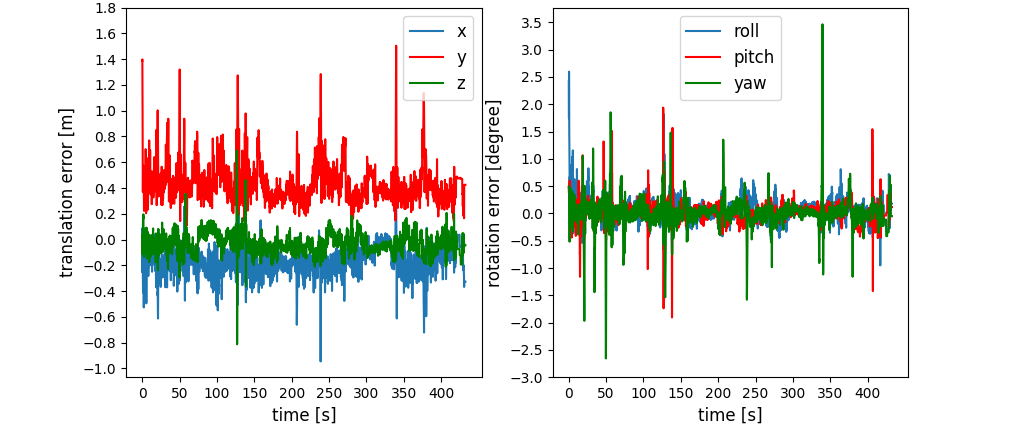 1.8
1.6
1.4
1.2
1.0
0.8
0.6
0.4
0.2
0.0
−0.2
−0.4
−0.6
−0.8
−1.0
translation error [m]
x
y
z
0 50 100 150 200 250 300 350 400
time [s]
3.5
3.0
2.5
2.0
1.5
1.0
0.5
0.0
−0.5
−1.0
−1.5
−2.0
−2.5
−3.0
rotation error [degree]
roll
pitch
yaw
0 50 100 150 200 250 300 350 400
time [s]